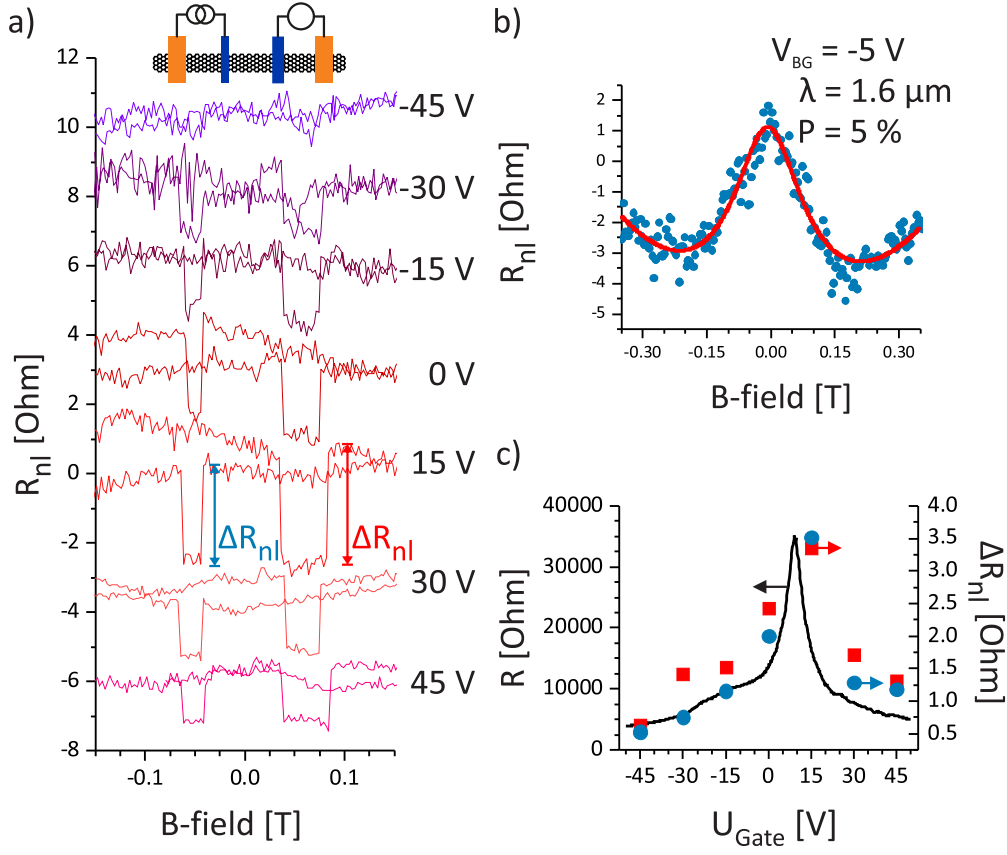 a)
12
10
8
6
4
2
0
-2
-4
-6
-8
R_nl [Ohm]
-45 V
-30 V
-15 V
0 V
15 V
30 V
45 V
ΔR_nl
ΔR_nl
-0.1
0.0
0.1
B-field [T]
b)
V_BG = -5 V
λ = 1.6 μm
P = 5 %
2
1
0
-1
-2
-3
-4
-5
R_nl [Ohm]
-0.30
-0.15
0.00
0.15
0.30
B-field [T]
c)
40000
30000
20000
10000
0
R [Ohm]
4.0
3.5
3.0
2.5
2.0
1.5
1.0
0.5
ΔR_nl [Ohm]
-45
-30
-15
0
15
30
45
U_Gate [V]